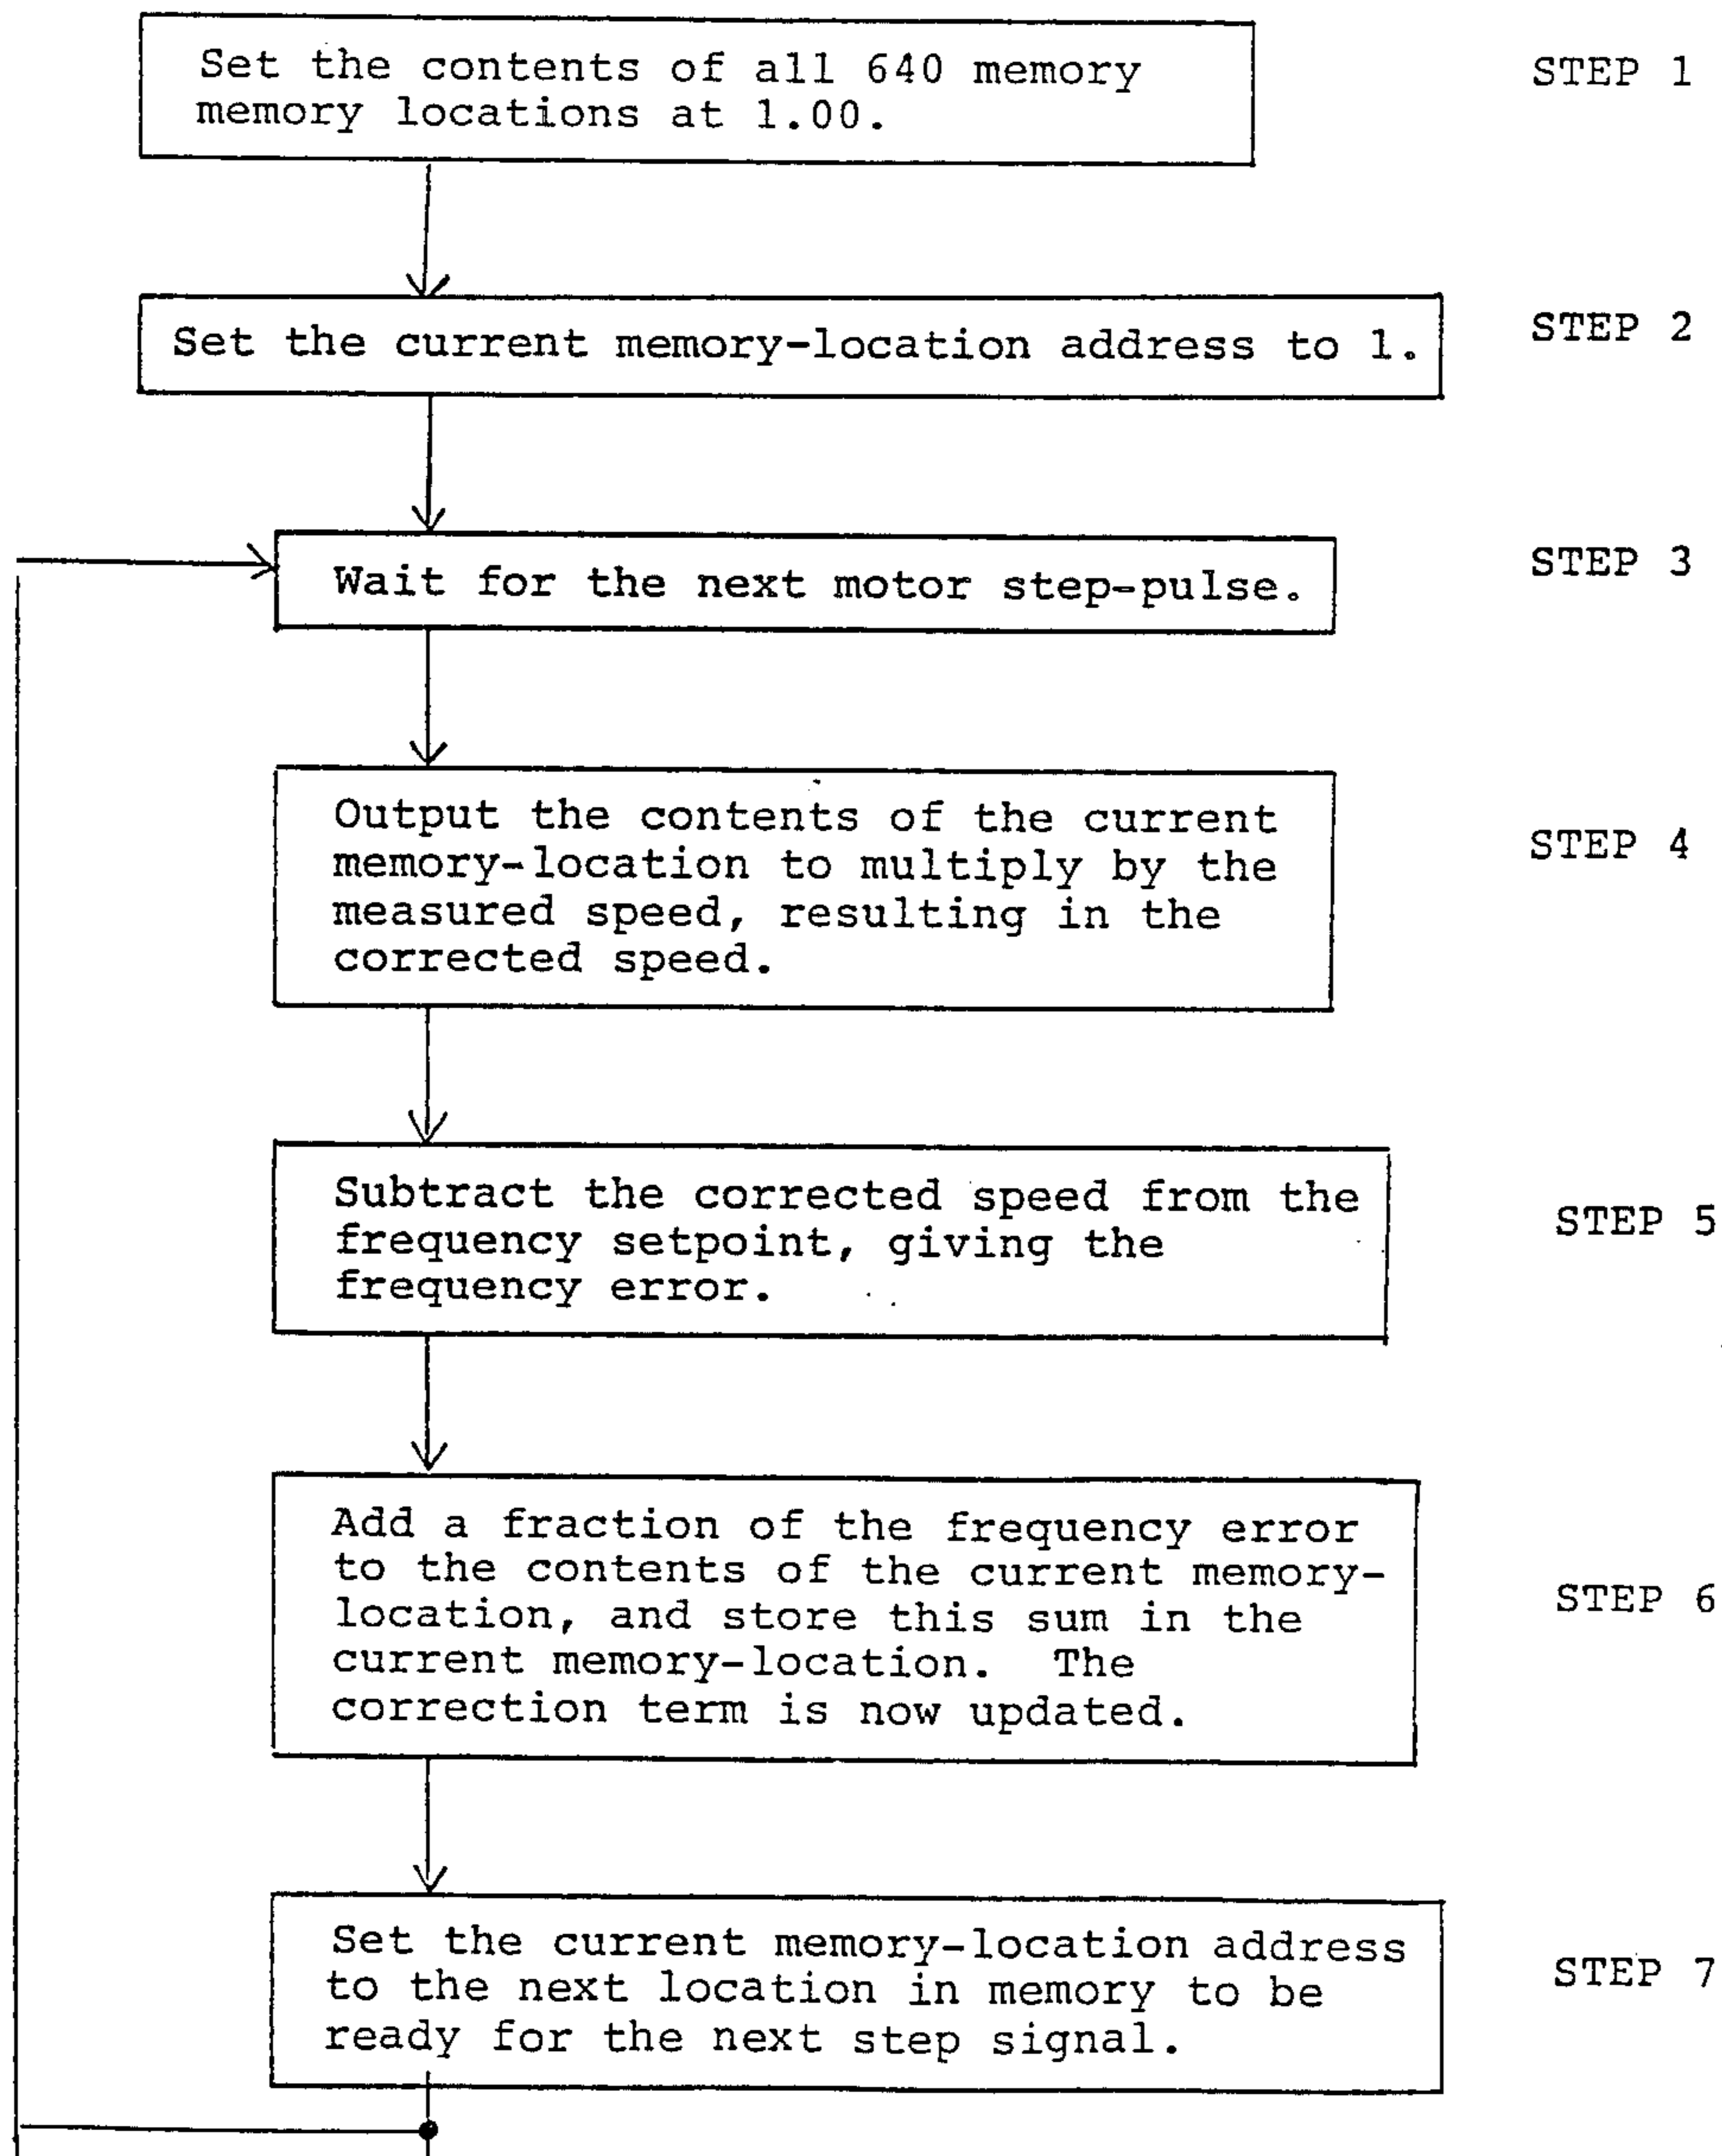 Set the contents of all 640 memory
memory locations at 1.00.
STEP 1
Set the current memory-location address to 1.
STEP 2
Wait for the next motor step-pulse.
STEP 3
Output the contents of the current
memory-location to multiply by the
measured speed, resulting in the
corrected speed.
STEP 4
Subtract the corrected speed from the
frequency setpoint, giving the
frequency error.
STEP 5
Add a fraction of the frequency error
to the contents of the current memory-
location, and store this sum in the
current memory-location. The
correction term is now updated.
STEP 6
Set the current memory-location address
to the next location in memory to be
ready for the next step signal.
STEP 7